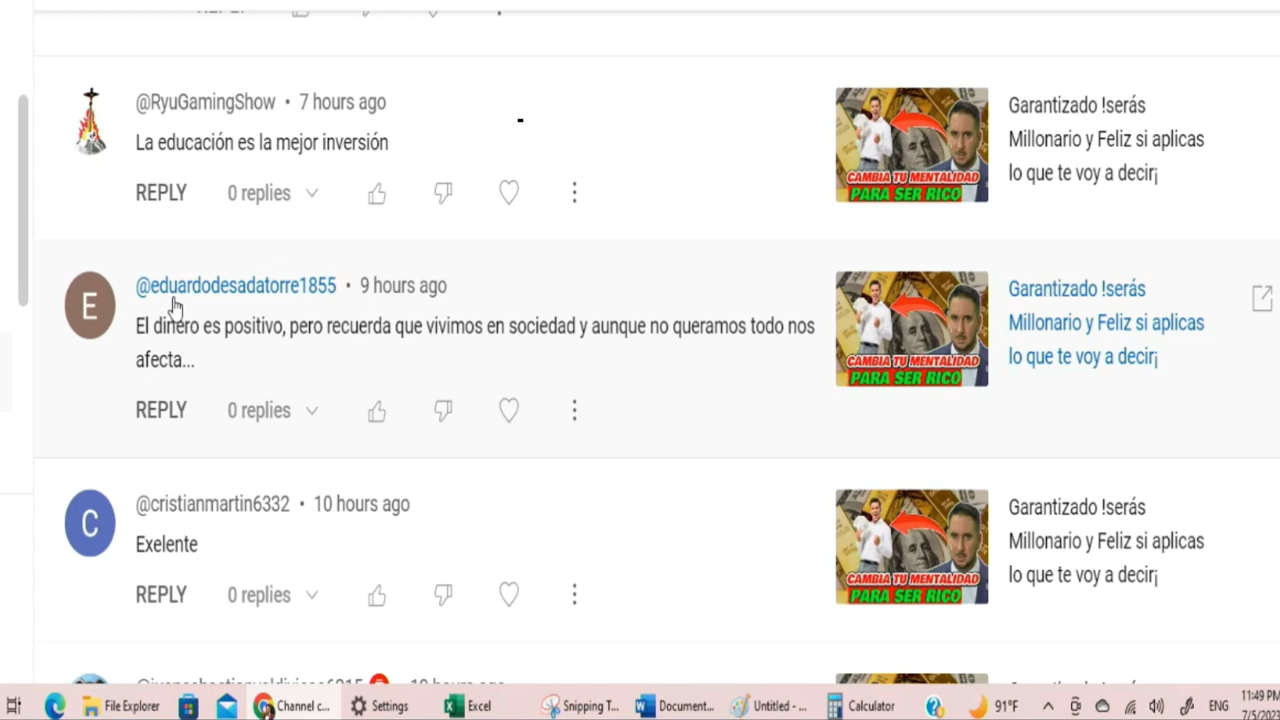 REPLY
@RyuGamingShow • 7 hours ago
La educación es la mejor inversión
REPLY 0 replies
CAMBIA TU MENTALIDAD
PARA SER RICO
Garantizado !serás
Millonario y Feliz si aplicas
lo que te voy a decir¡
E
@eduardodesadatorre1855 • 9 hours ago
El dinero es positivo, pero recuerda que vivimos en sociedad y aunque no queramos todo nos
afecta...
REPLY 0 replies
CAMBIA TU MENTALIDAD
PARA SER RICO
Garantizado !serás
Millonario y Feliz si aplicas
lo que te voy a decir¡
C
@cristianmartin6332 • 10 hours ago
Exelente
REPLY 0 replies
CAMBIA TU MENTALIDAD
PARA SER RICO
Garantizado !serás
Millonario y Feliz si aplicas
lo que te voy a decir¡
File Explorer Channel c... Settings Excel Snipping T... Document... Untitled - ... Calculator 91°F ENG
11:49 PM